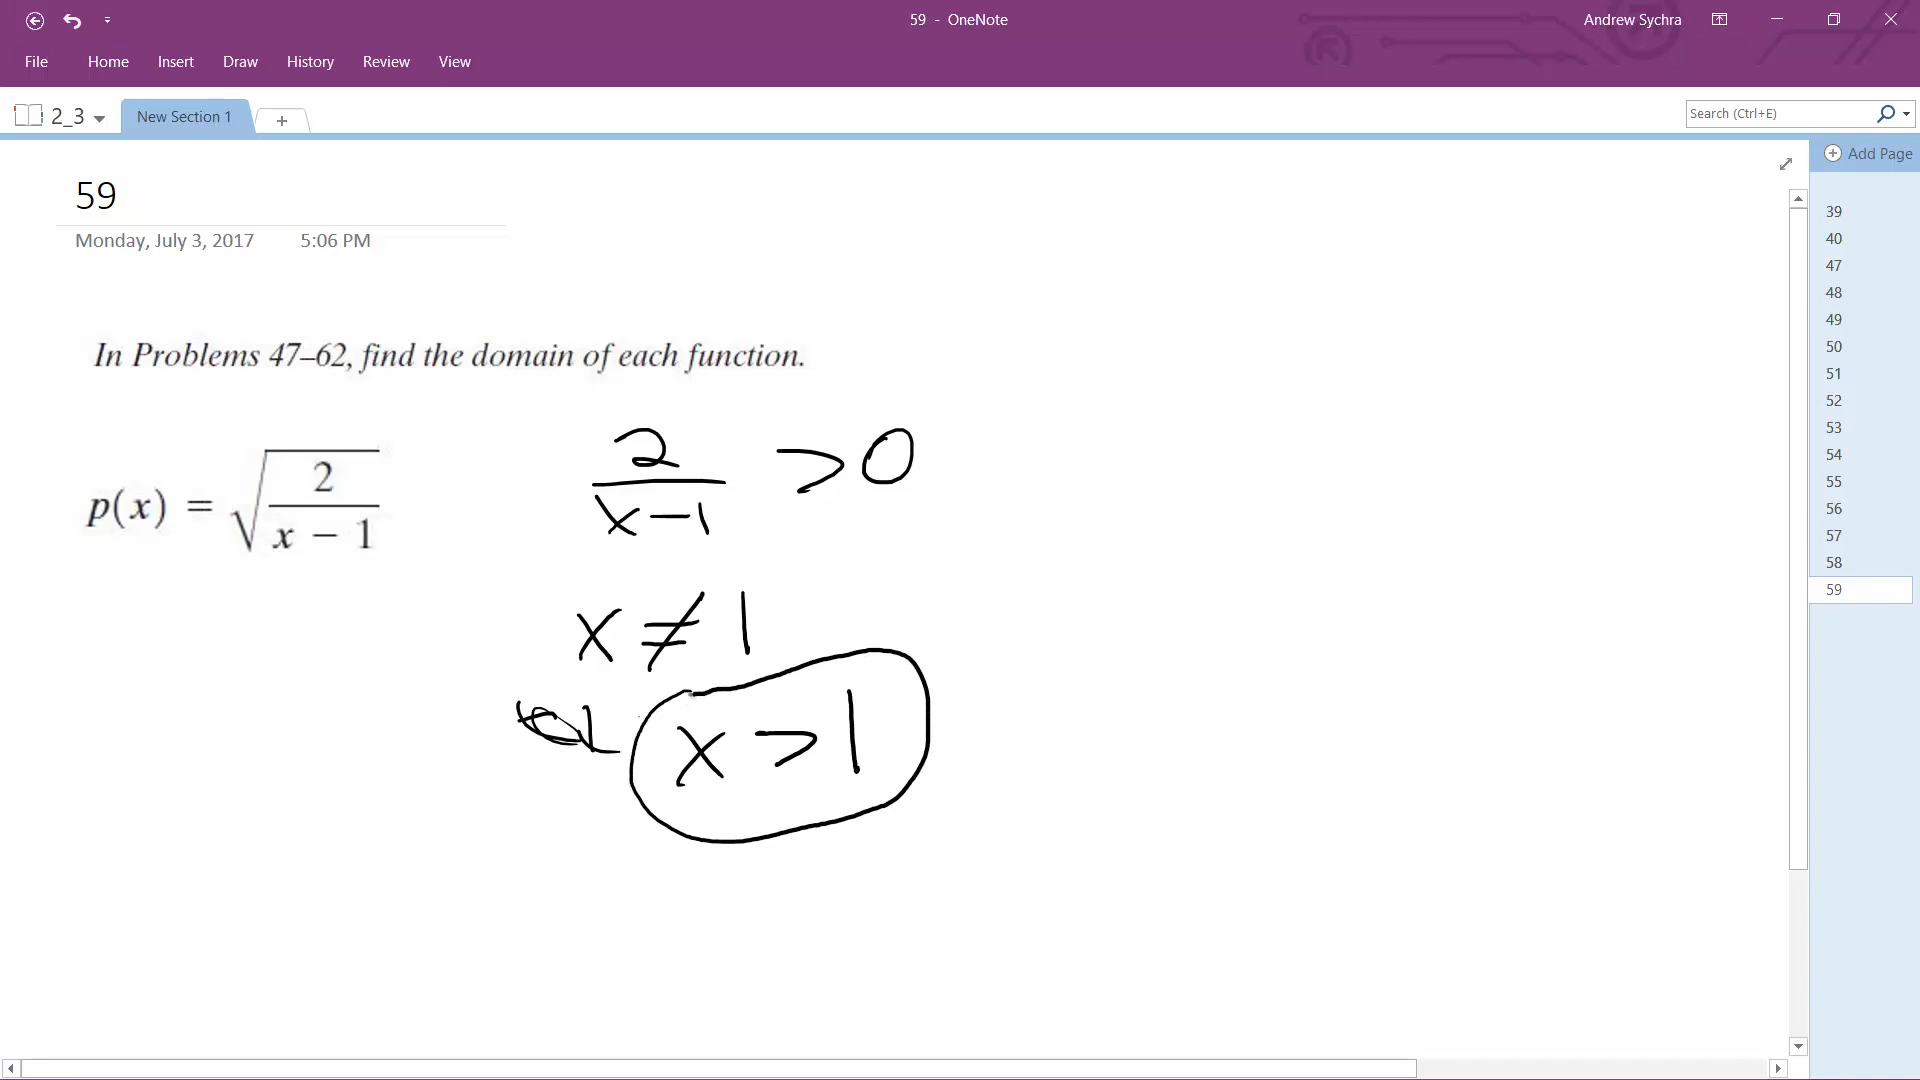 59 - OneNote
Andrew Sychra
File Home Insert Draw History Review View
2_3
New Section 1
+
Search (Ctrl+E)
Add Page
59
Monday, July 3, 2017 5:06 PM
In Problems 47–62, find the domain of each function.
p(x) = √(2/(x − 1))
2/(x-1) > 0
x ≠ 1
x > 1
39
40
47
48
49
50
51
52
53
54
55
56
57
58
59